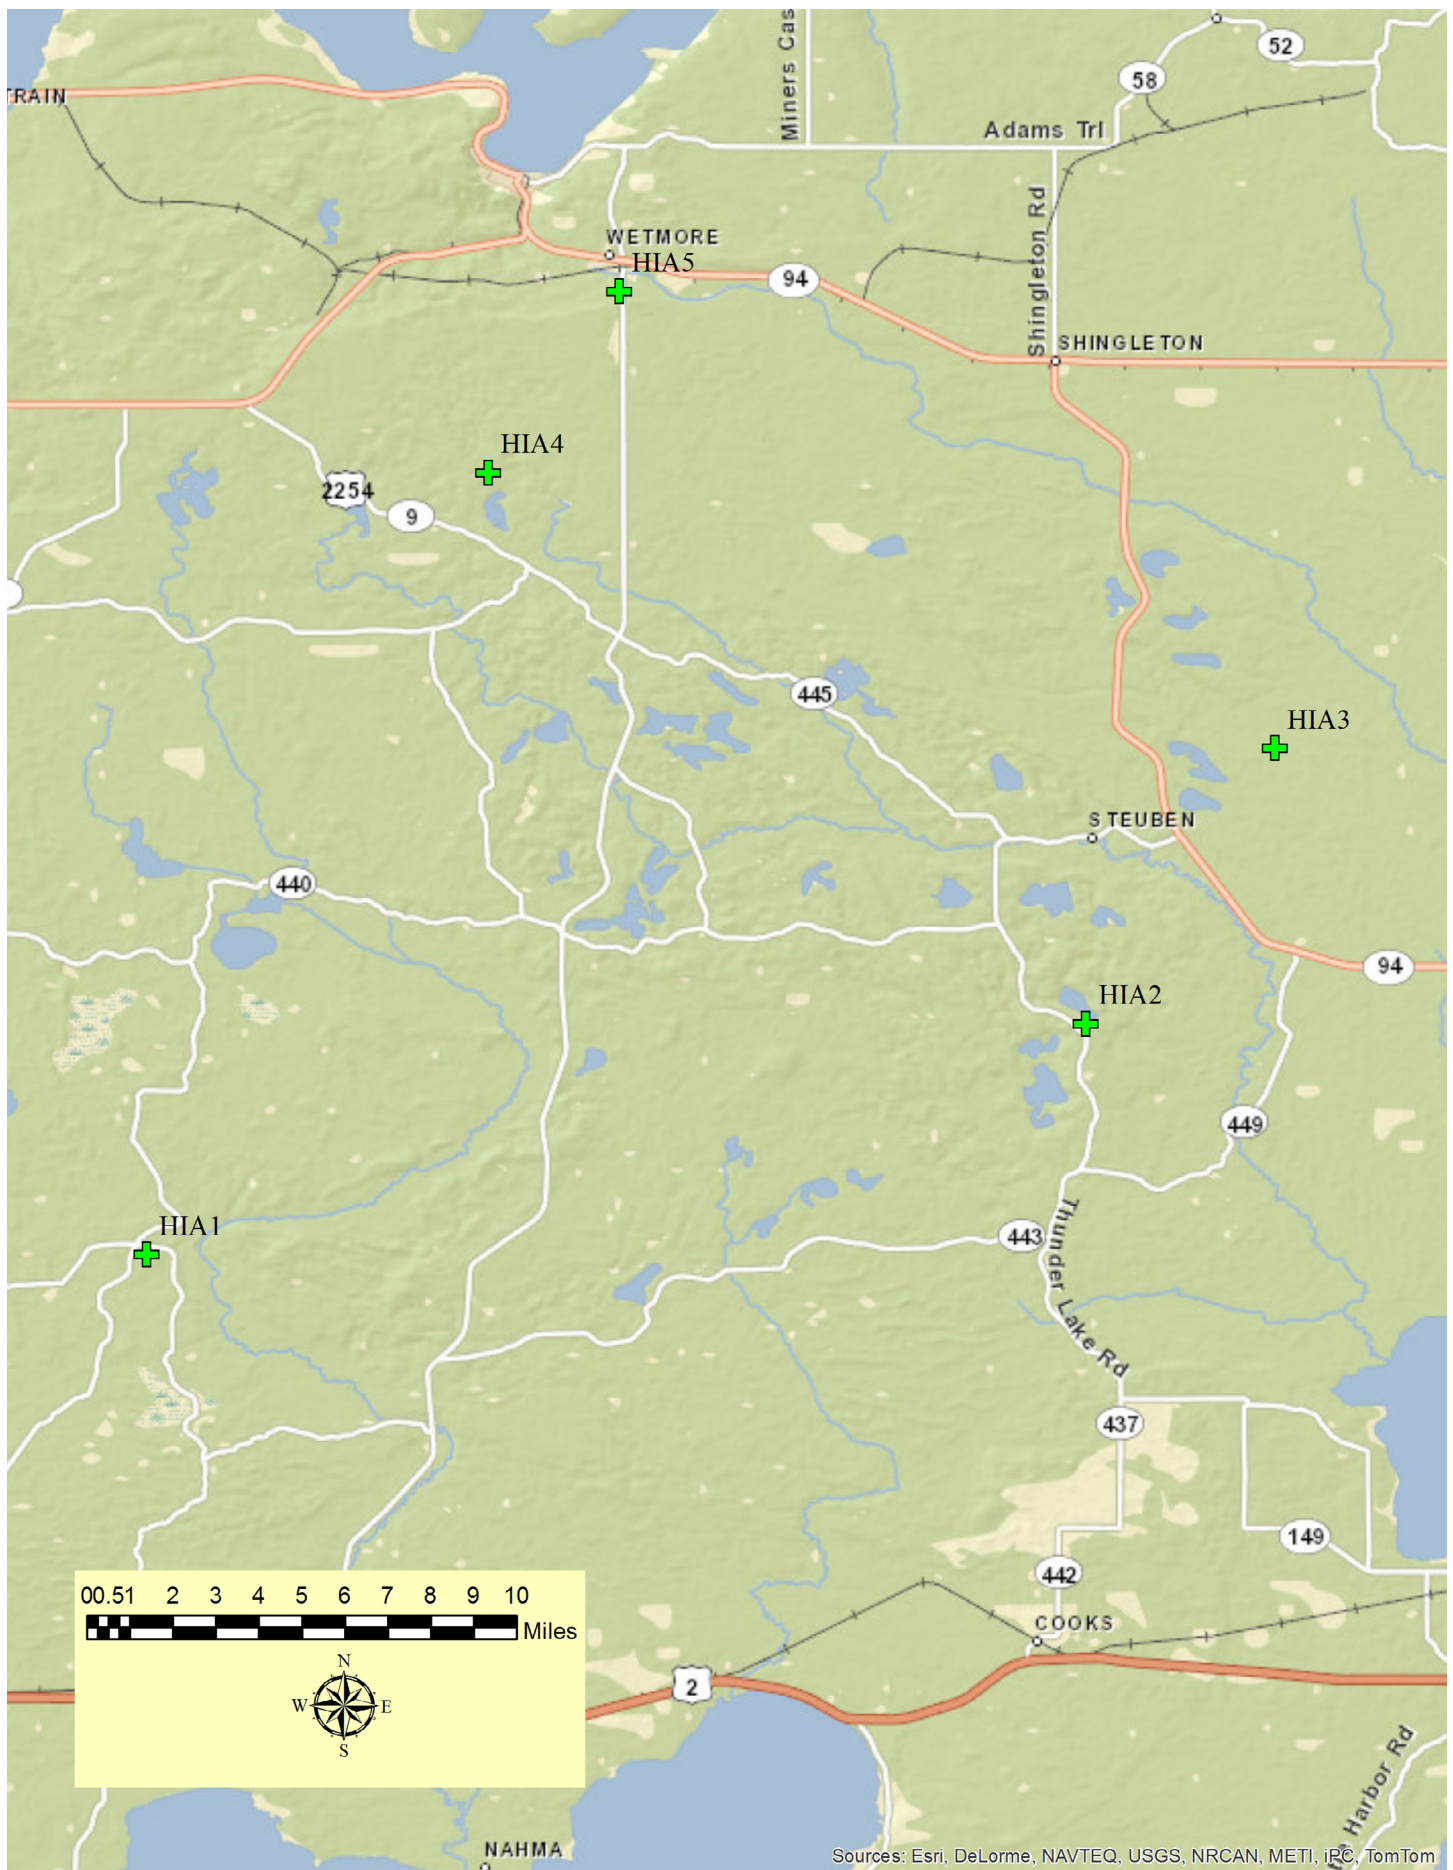 Miners Cas
52
58
TRAIN
Adams Trl
Shingleton Rd
WETMORE
HIA5
94
SHINGLETON
HIA4
2254
9
445
HIA3
STEUBEN
440
94
HIA2
449
HIA1
443
Thunder Lake Rd
437
149
442
00.51 2 3 4 5 6 7 8 9 10
Miles
COOKS
N
W E
S
2
Harbor Rd
NAHMA
Sources: Esri, DeLorme, NAVTEQ, USGS, NRCAN, METI, iPC, TomTom